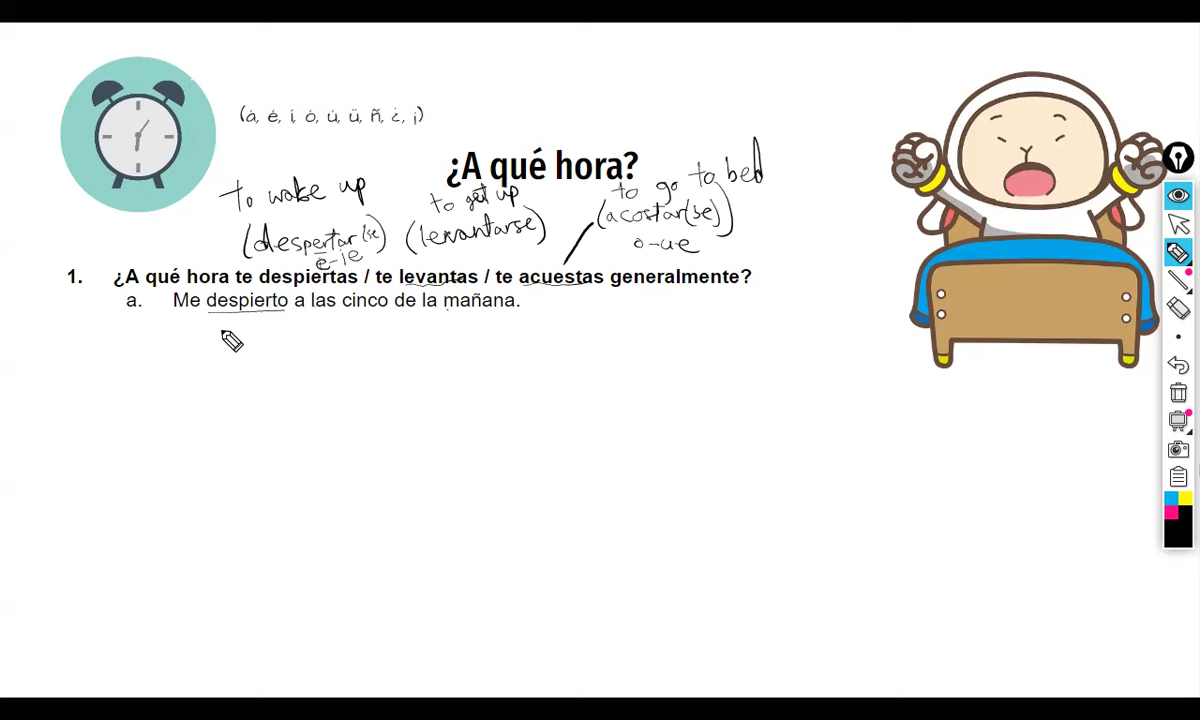 (á, é, í, ó, ú, ü, ñ, ¿, ¡)
¿A qué hora?
to wake up
to get up
to go to bed
(despertar(se)
e-ie
(levantarse)
(acostar(se))
o-ue
1. ¿A qué hora te despiertas / te levantas / te acuestas generalmente?
a. Me despierto a las cinco de la mañana.